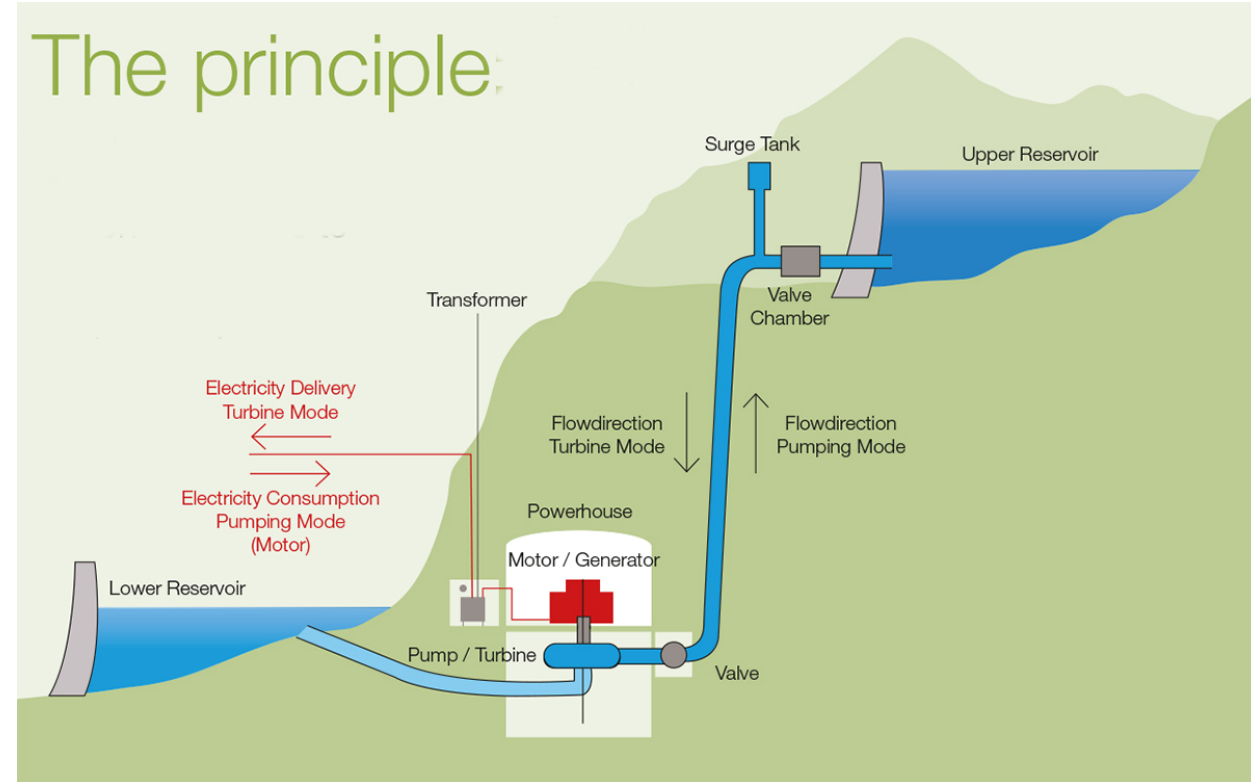 The principle
Surge Tank
Upper Reservoir
Valve
Chamber
Transformer
Electricity Delivery
Turbine Mode
Flowdirection
Turbine Mode
Flowdirection
Pumping Mode
Electricity Consumption
Pumping Mode
(Motor)
Powerhouse
Motor / Generator
Lower Reservoir
Pump / Turbine
Valve